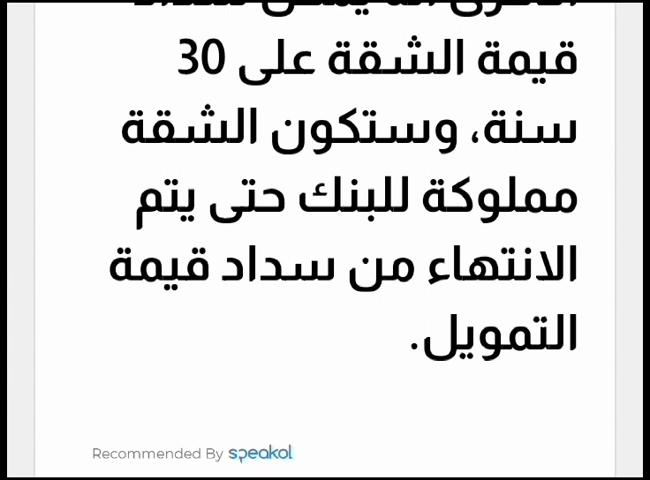 قيمة الشقة على 30
سنة، وستكون الشقة
مملوكة للبنك حتى يتم
الانتهاء من سداد قيمة
التمويل.
Recommended By speakol